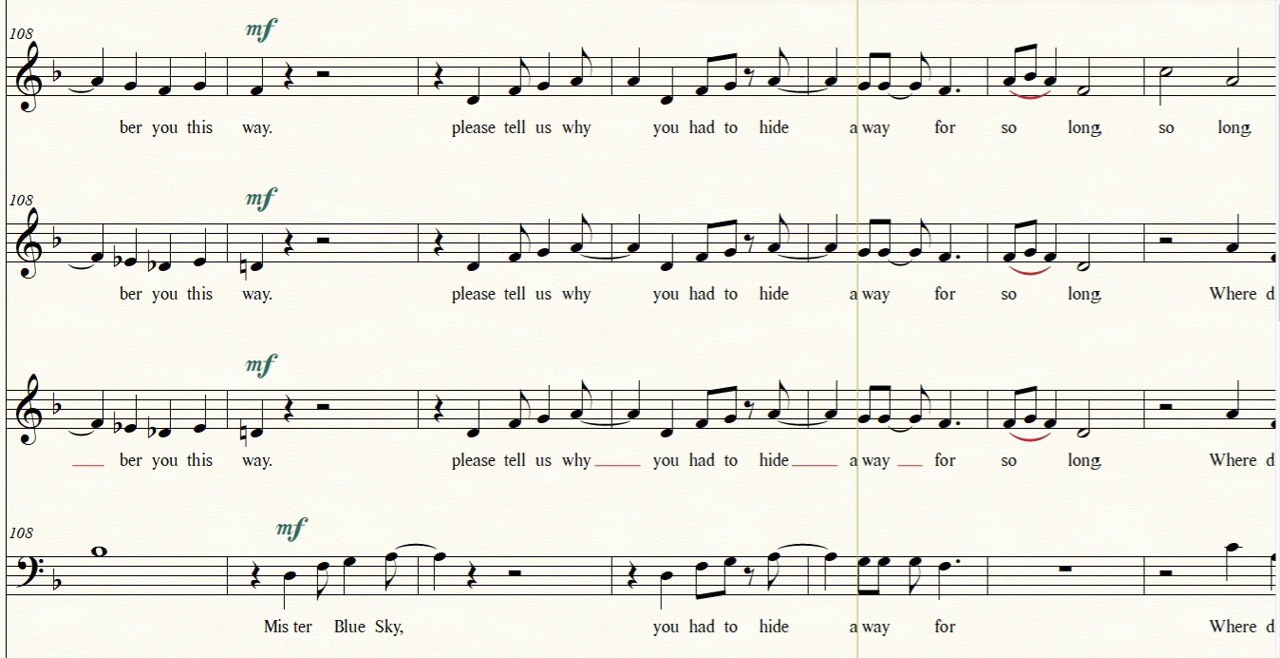 108
mf
ber you this way. please tell us why you had to hide a way for so long, so long
108
mf
ber you this way. please tell us why you had to hide a way for so long. Where d
108
mf
ber you this way. please tell us why you had to hide a way for so long. Where d
108
mf
Mis ter Blue Sky, you had to hide a way for Where d